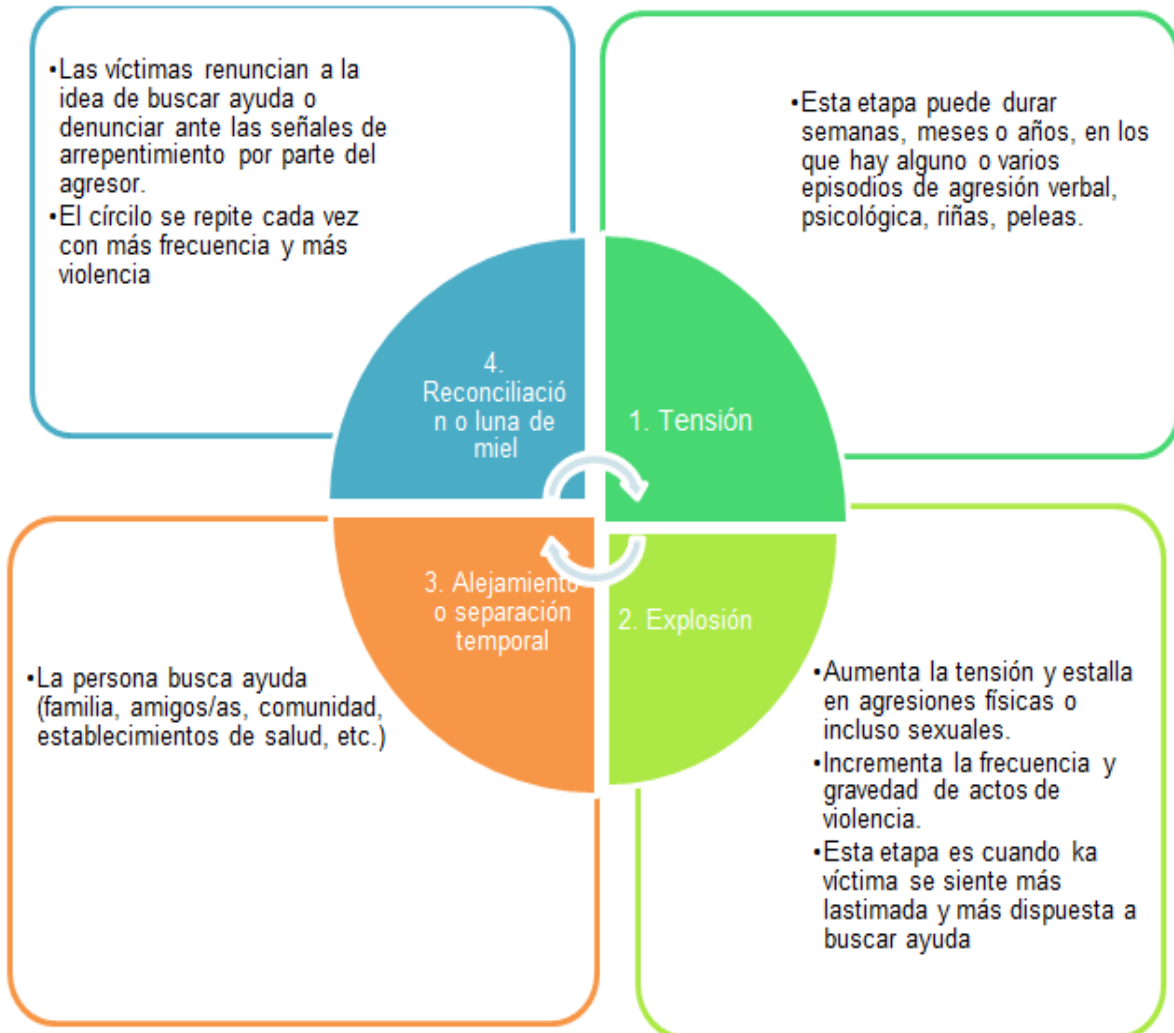 •Las víctimas renuncian a la
idea de buscar ayuda o
denunciar ante las señales de
arrepentimiento por parte del
agresor.
•El círcilo se repite cada vez
con más frecuencia y más
violencia
•Esta etapa puede durar
semanas, meses o años, en los
que hay alguno o varios
episodios de agresión verbal,
psicológica, riñas, peleas.
4.
Reconciliació
n o luna de
miel
1. Tensión
3. Alejamiento
o separación
temporal
2. Explosión
•La persona busca ayuda
(familia, amigos/as, comunidad,
establecimientos de salud, etc.)
•Aumenta la tensión y estalla
en agresiones físicas o
incluso sexuales.
•Incrementa la frecuencia y
gravedad de actos de
violencia.
•Esta etapa es cuando ka
víctima se siente más
lastimada y más dispuesta a
buscar ayuda